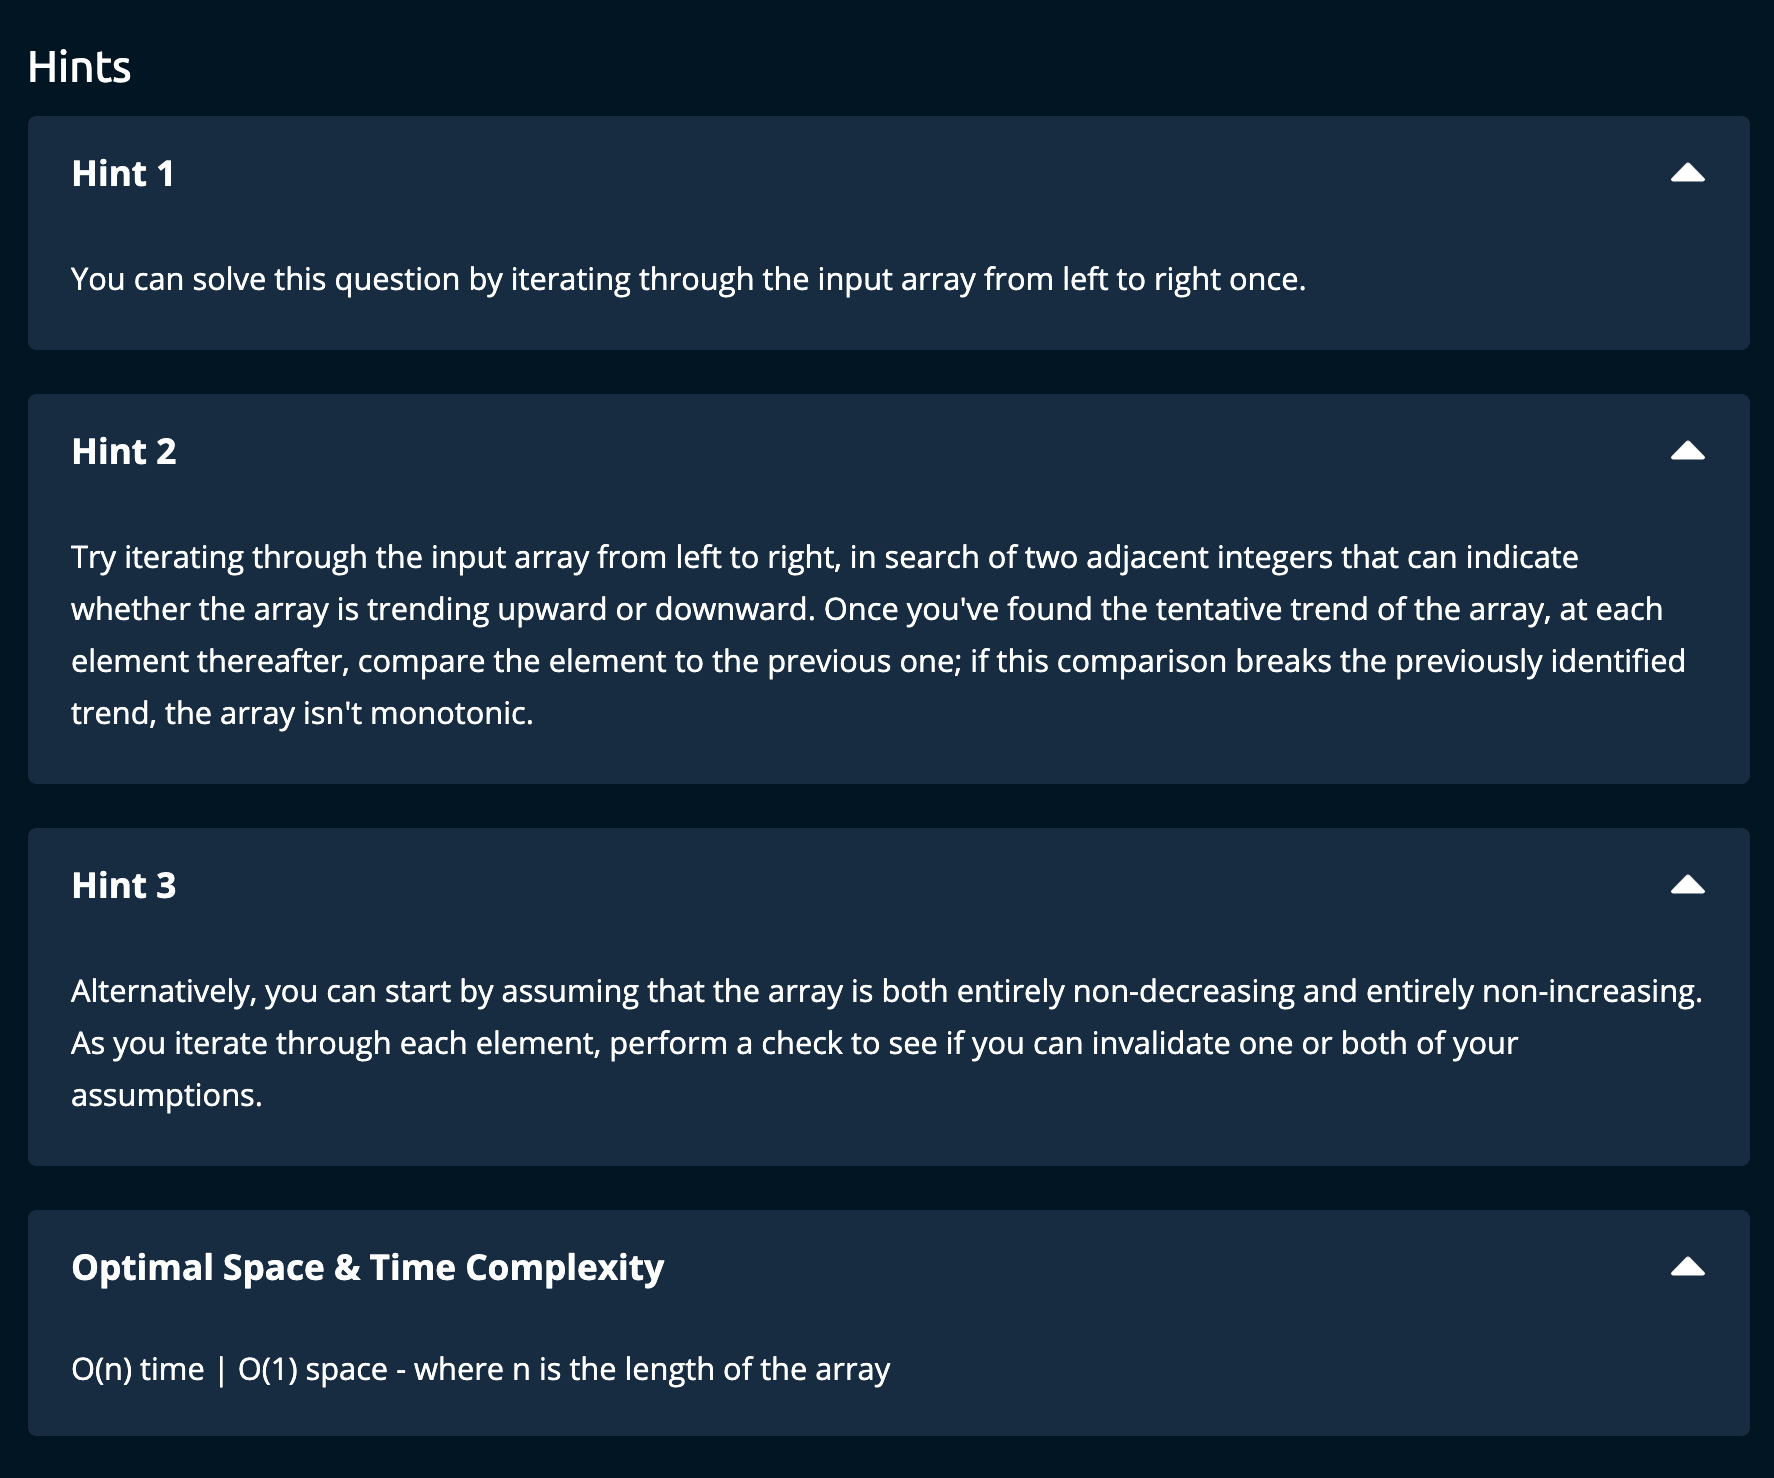 Hints
Hint 1
You can solve this question by iterating through the input array from left to right once.
Hint 2
Try iterating through the input array from left to right, in search of two adjacent integers that can indicate
whether the array is trending upward or downward. Once you've found the tentative trend of the array, at each
element thereafter, compare the element to the previous one; if this comparison breaks the previously identified
trend, the array isn't monotonic.
Hint 3
Alternatively, you can start by assuming that the array is both entirely non-decreasing and entirely non-increasing.
As you iterate through each element, perform a check to see if you can invalidate one or both of your
assumptions.
Optimal Space & Time Complexity
O(n) time | O(1) space - where n is the length of the array